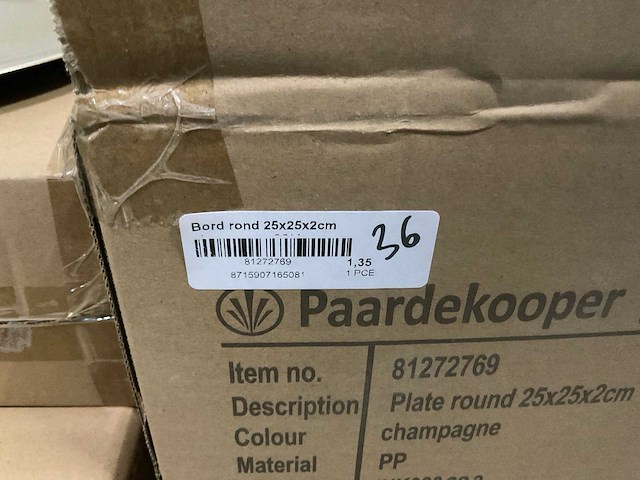 Bord rond 25x25x2cm
36
81272769
1,35
8715907165081
1 PCE
Paardekooper
Item no. 81272769
Description Plate round 25x25x2cm
Colour champagne
Material PP